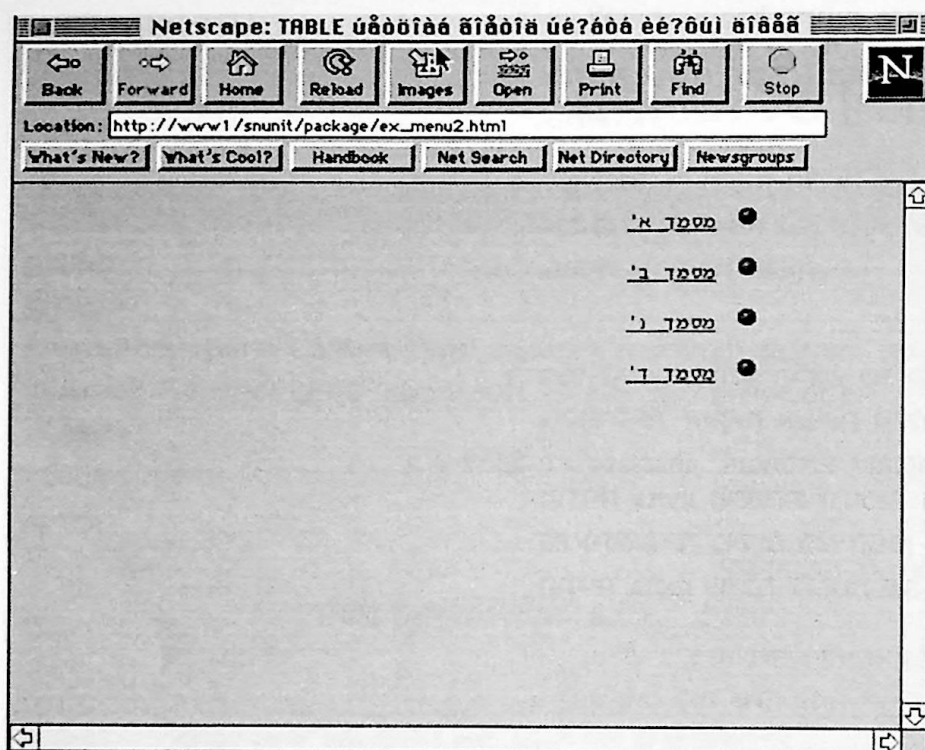 Netscape: TABLE úåòöîàá ãîåòîä úé?áòá èé?ôúì äîâåã
Back Forward Home Reload Images Open Print Find Stop
N
Location: http://www1/snunit/package/ex_menu2.html
What's New? What's Cool? Handbook Net Search Net Directory Newsgroups
מסמך א'
מסמך ב'
מסמך ג'
מסמך ד'